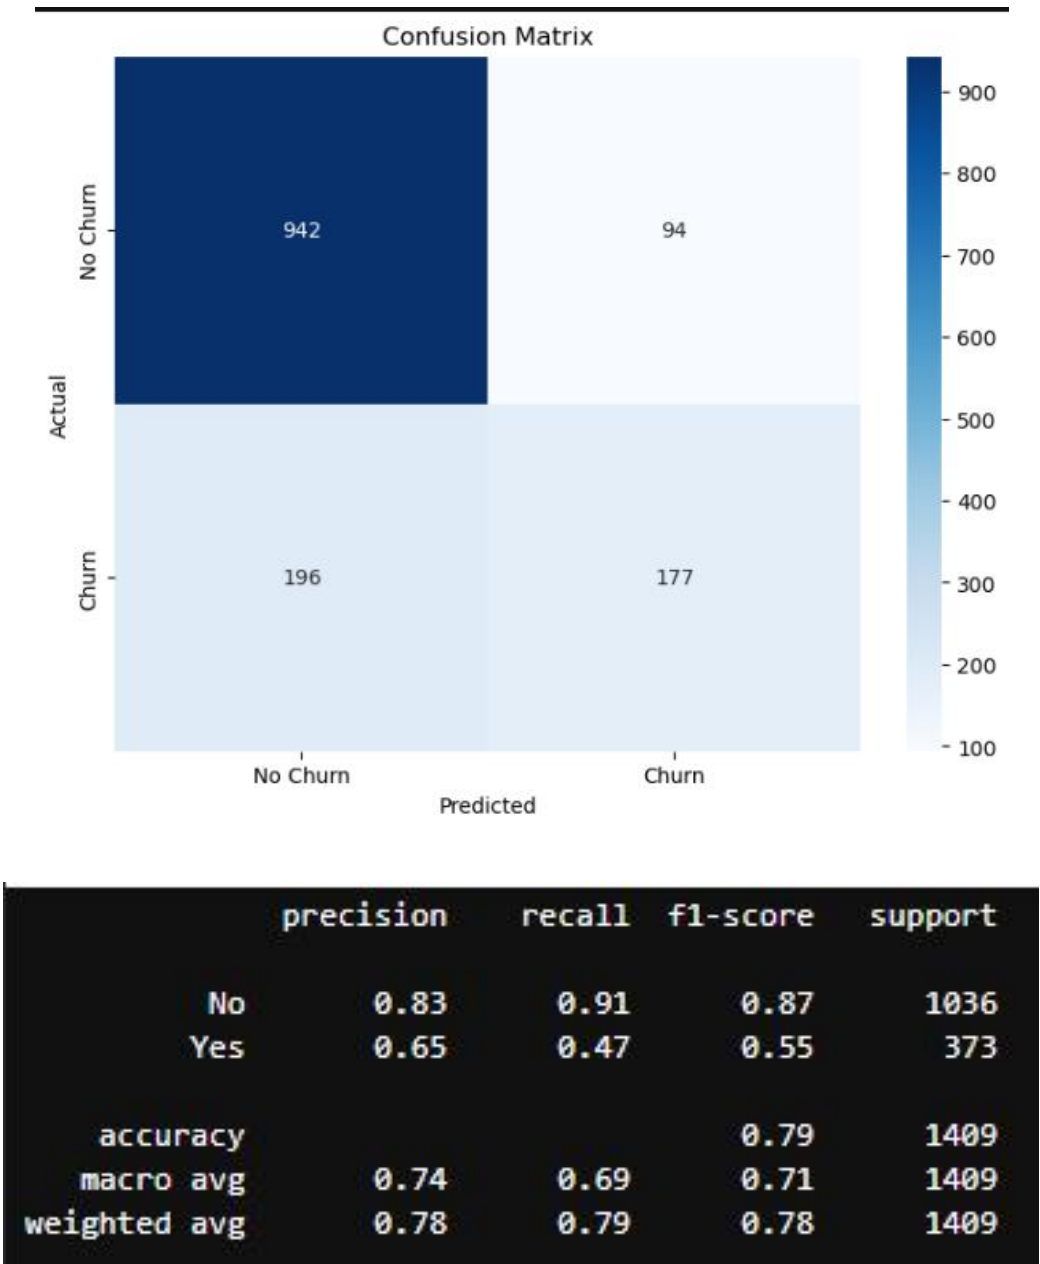 Confusion Matrix
900
942 94
800
No Churn
700
600
Actual
500
400
196 177
Churn
300
200
100
No Churn Churn
Predicted
precision recall f1-score support
No 0.83 0.91 0.87 1036
Yes 0.65 0.47 0.55 373
accuracy 0.79 1409
macro avg 0.74 0.69 0.71 1409
weighted avg 0.78 0.79 0.78 1409